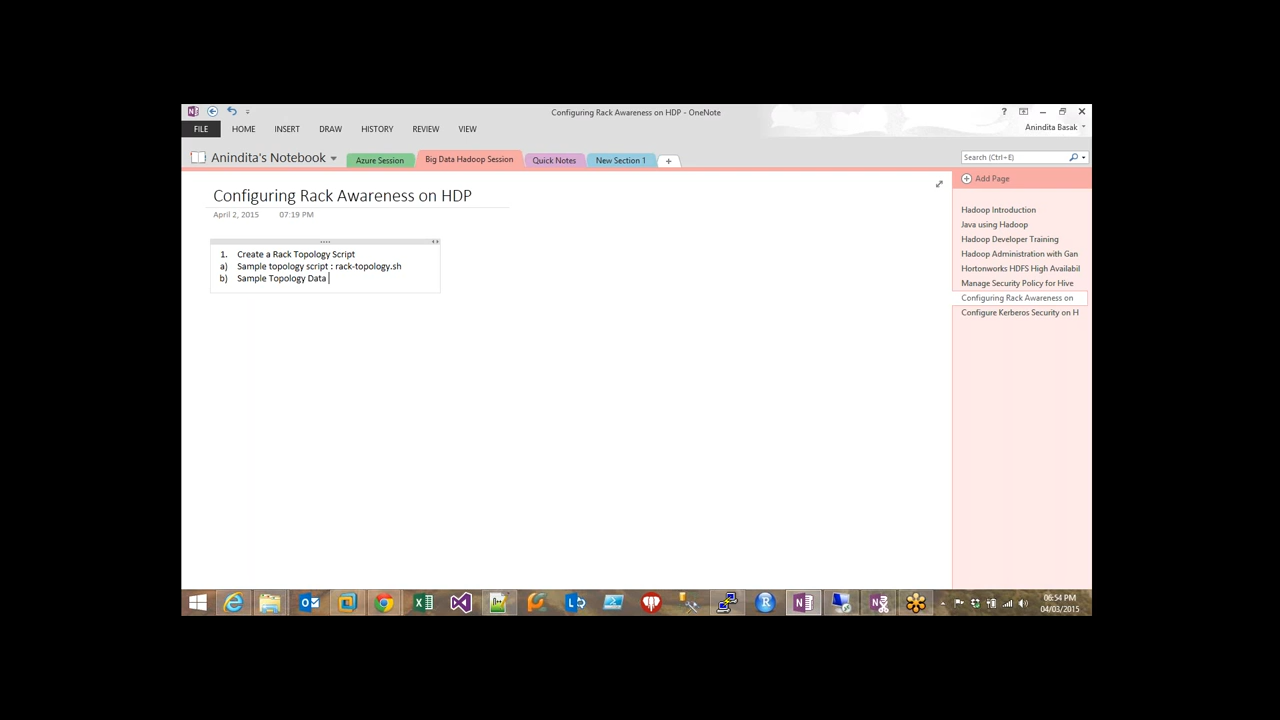 Configuring Rack Awareness on HDP - OneNote
?
FILE HOME INSERT DRAW HISTORY REVIEW VIEW
Anindita Basak
Anindita's Notebook
Azure Session
Big Data Hadoop Session
Quick Notes
New Section 1
+
Search (Ctrl+E)
Configuring Rack Awareness on HDP
April 2, 2015 07:19 PM
1. Create a Rack Topology Script
a) Sample topology script : rack-topology.sh
b) Sample Topology Data
Add Page
Hadoop Introduction
Java using Hadoop
Hadoop Developer Training
Hadoop Administration with Gan
Hortonworks HDFS High Availabil
Manage Security Policy for Hive
Configuring Rack Awareness on
Configure Kerberos Security on H
06:54 PM
04/03/2015